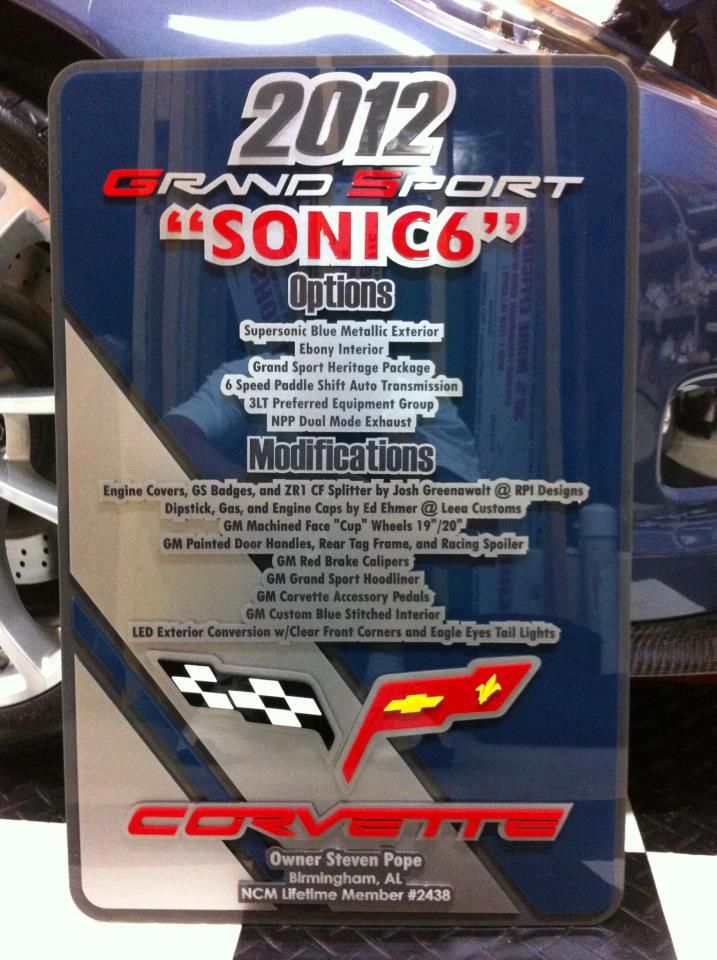 2012
GRAND SPORT
“SONIC6”
Options
Supersonic Blue Metallic Exterior
Ebony Interior
Grand Sport Heritage Package
6 Speed Paddle Shift Auto Transmission
3LT Preferred Equipment Group
NPP Dual Mode Exhaust
Modifications
Engine Covers, GS Badges, and ZR1 CF Splitter by Josh Greenawalt @ RPI Designs
Dipstick, Gas, and Engine Caps by Ed Ehmer @ Leea Customs
GM Machined Face "Cup" Wheels 19"/20"
GM Painted Door Handles, Rear Tag Frame, and Racing Spoiler
GM Red Brake Calipers
GM Grand Sport Hoodliner
GM Corvette Accessory Pedals
GM Custom Blue Stitched Interior
LED Exterior Conversion w/Clear Front Corners and Eagle Eyes Tail Lights
CORVETTE
Owner Steven Pope
Birmingham, AL
NCM Lifetime Member #2438